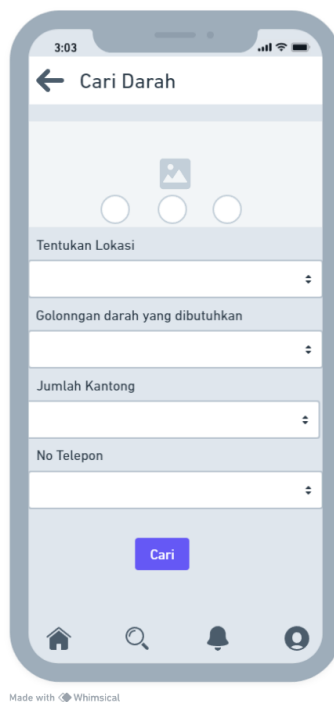 3:03
Cari Darah
Tentukan Lokasi
Golonngan darah yang dibutuhkan
Jumlah Kantong
No Telepon
Cari
Made with Whimsical